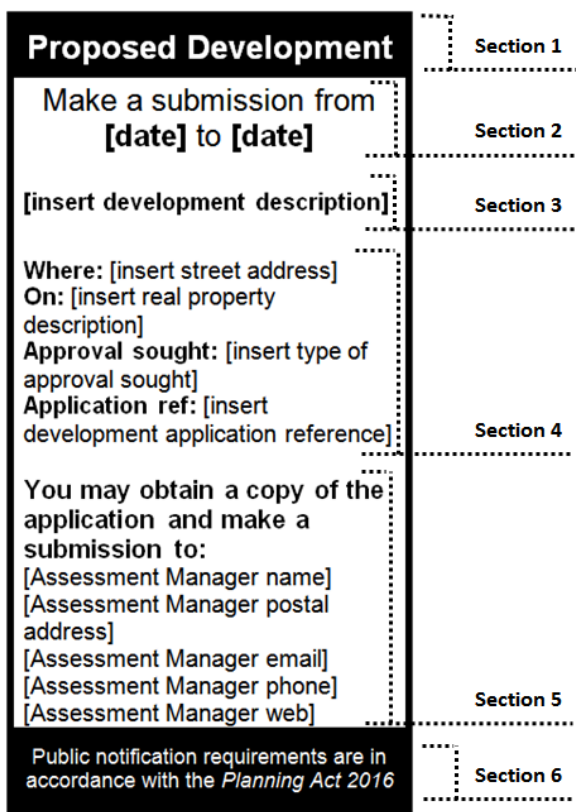 Proposed Development
Section 1
Make a submission from
[date] to [date]
Section 2
[insert development description]
Section 3
Where: [insert street address]
On: [insert real property
description]
Approval sought: [insert type of
approval sought]
Application ref: [insert
development application reference]
Section 4
You may obtain a copy of the
application and make a
submission to:
[Assessment Manager name]
[Assessment Manager postal
address]
[Assessment Manager email]
[Assessment Manager phone]
[Assessment Manager web]
Section 5
Public notification requirements are in
accordance with the Planning Act 2016
Section 6